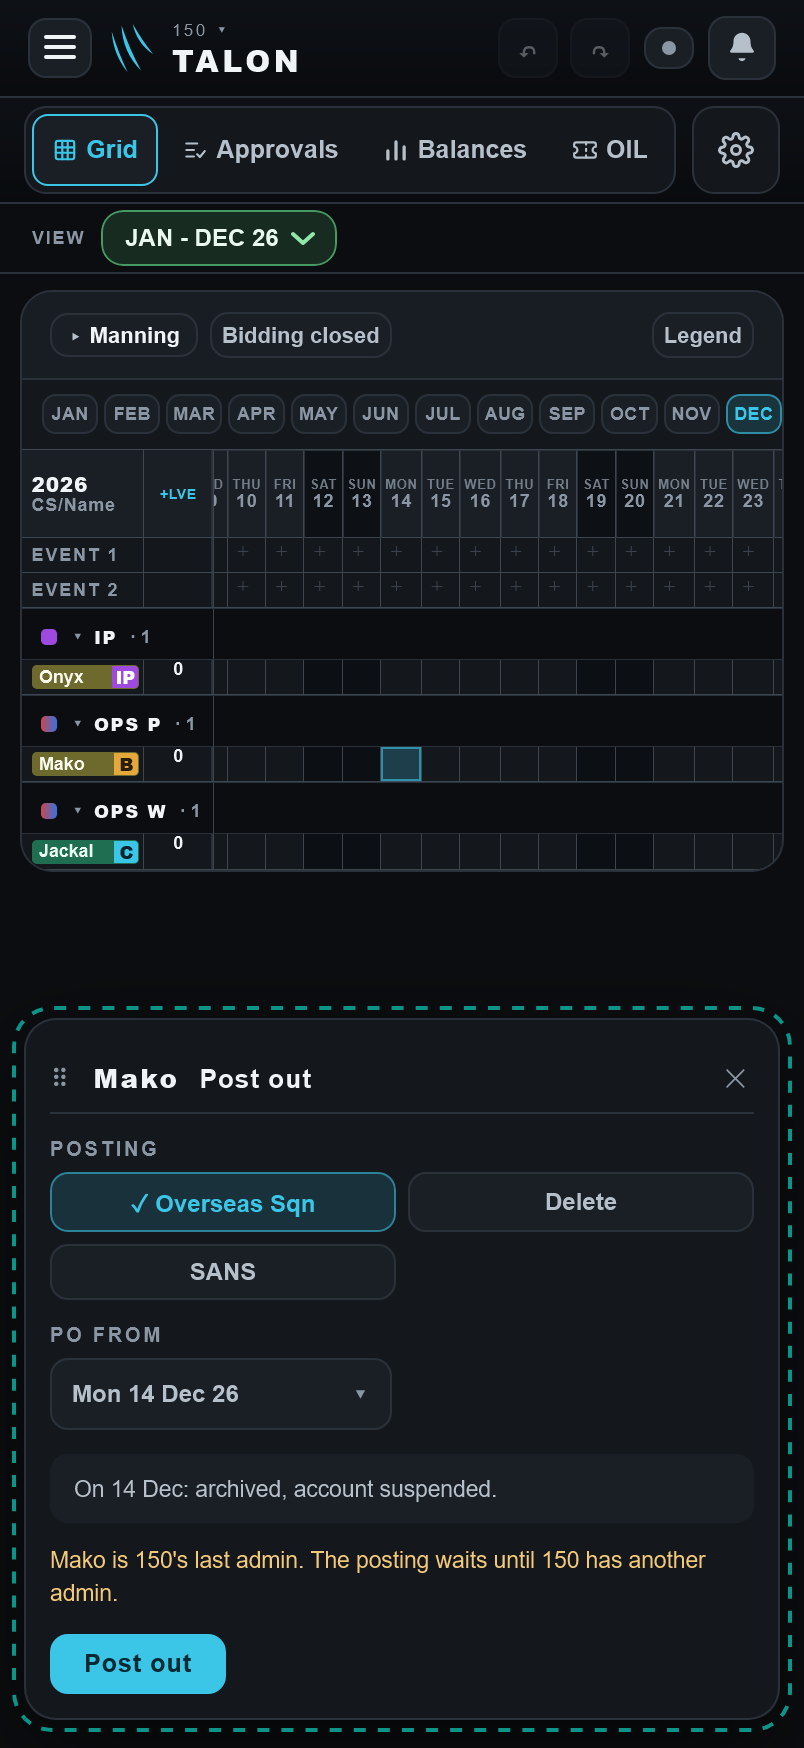 150 ▾
TALON
Grid Approvals Balances OIL
VIEW JAN - DEC 26
▸ Manning Bidding closed Legend
JAN FEB MAR APR MAY JUN JUL AUG SEP OCT NOV DEC
2026 +LVE THU FRI SAT SUN MON TUE WED THU FRI SAT SUN MON TUE WED
CS/Name 10 11 12 13 14 15 16 17 18 19 20 21 22 23
EVENT 1 + + + + + + + + + + + + + +
EVENT 2 + + + + + + + + + + + + + +
▾ IP · 1
Onyx IP 0
▾ OPS P · 1
Mako B 0
▾ OPS W · 1
Jackal C 0
Mako Post out
POSTING
✓ Overseas Sqn Delete
SANS
PO FROM
Mon 14 Dec 26 ▾
On 14 Dec: archived, account suspended.
Mako is 150's last admin. The posting waits until 150 has another
admin.
Post out